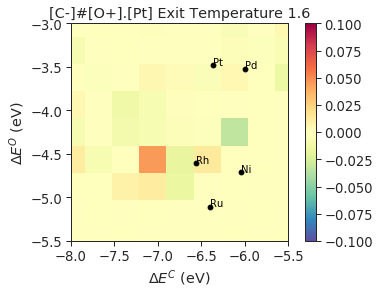 [C-]#[O+].[Pt] Exit Temperature 1.6
ΔE^O (eV)
−3.0
−3.5
−4.0
−4.5
−5.0
−5.5
Pt
Pd
Rh
Ni
Ru
−8.0 −7.5 −7.0 −6.5 −6.0 −5.5
ΔE^C (eV)
0.100
0.075
0.050
0.025
0.000
−0.025
−0.050
−0.075
−0.100